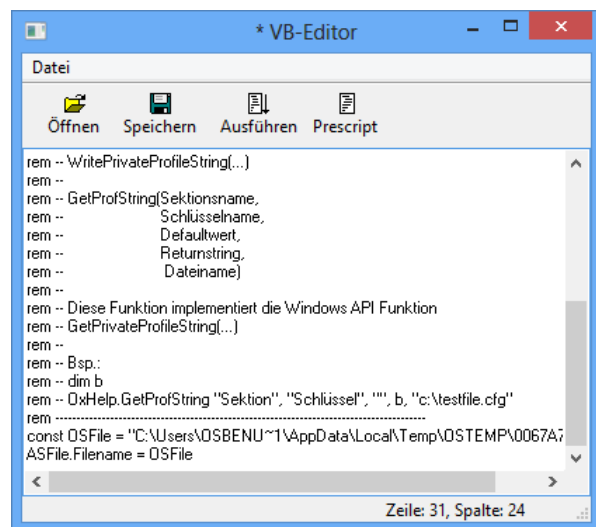 * VB-Editor
Datei
Öffnen Speichern Ausführen Prescript
rem -- WritePrivateProfileString(...)
rem --
rem -- GetProfString(Sektionsname,
rem -- Schlüsselname,
rem -- Defaultwert,
rem -- Returnstring,
rem -- Dateiname)
rem --
rem -- Diese Funktion implementiert die Windows API Funktion
rem -- GetPrivateProfileString(...)
rem --
rem -- Bsp.:
rem -- dim b
rem -- OxHelp.GetProfString "Sektion", "Schlüssel", "", b, "c:\testfile.cfg"
rem -----------------------------------------------------------------------------------------
const OSFile = "C:\Users\OSBENU~1\AppData\Local\Temp\OSTEMP\0067A7
ASFile.Filename = OSFile
Zeile: 31, Spalte: 24